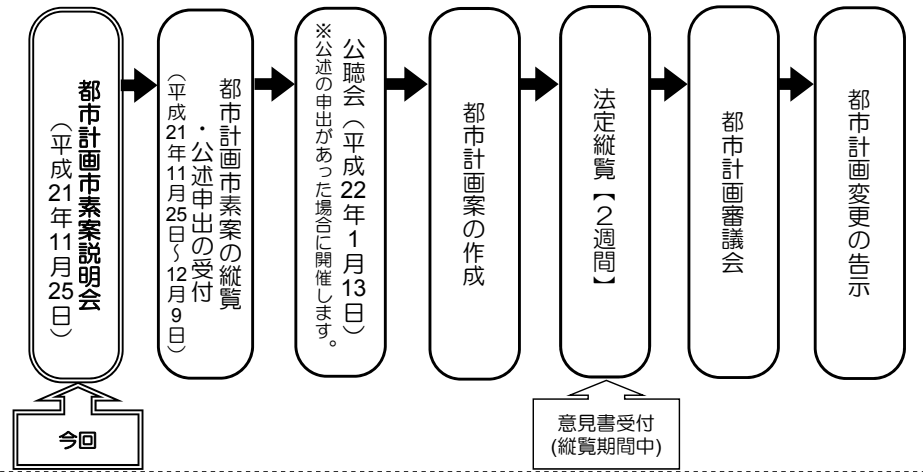 都市計画市素案説明会
（平成21年11月25日）
都市計画市素案の縦覧
・公述申出の受付
（平成21年11月25日～12月9日）
公聴会（平成22年1月13日）
※公述の申出があった場合に開催します。
都市計画案の作成
法定縦覧【2週間】
都市計画審議会
都市計画変更の告示
今回
意見書受付
(縦覧期間中)